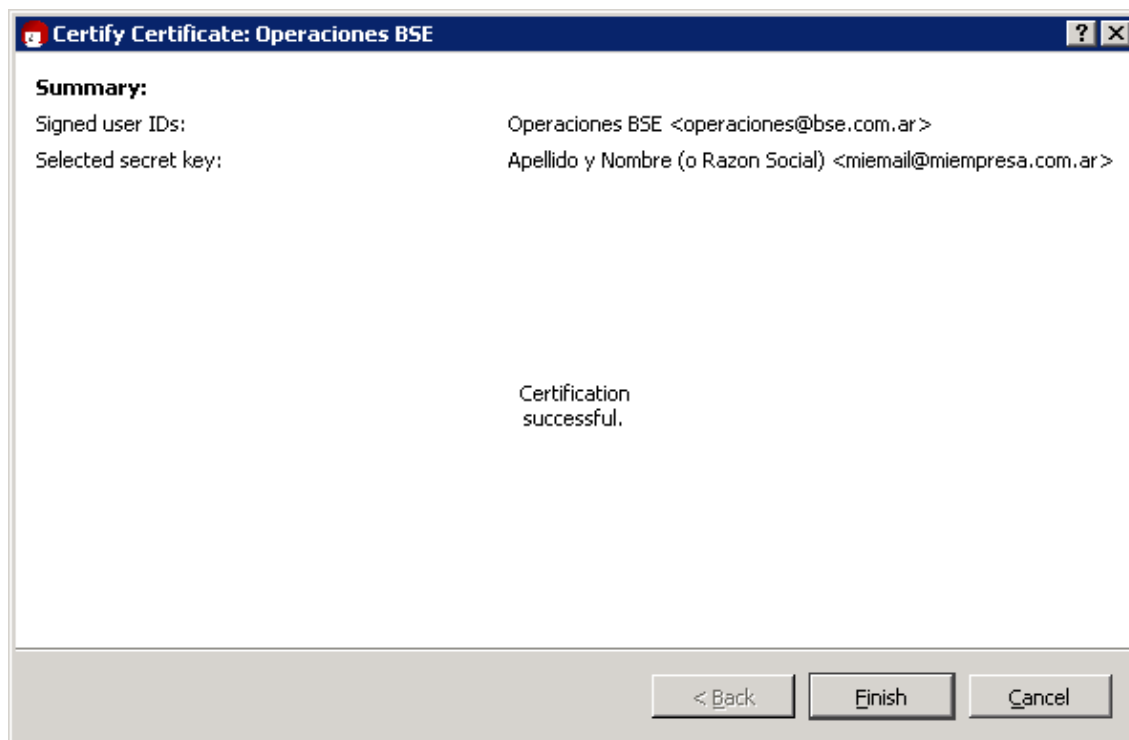 Certify Certificate: Operaciones BSE
Summary:
Signed user IDs: Operaciones BSE <operaciones@bse.com.ar>
Selected secret key: Apellido y Nombre (o Razon Social) <miemail@miempresa.com.ar>
Certification
successful.
< Back Finish Cancel